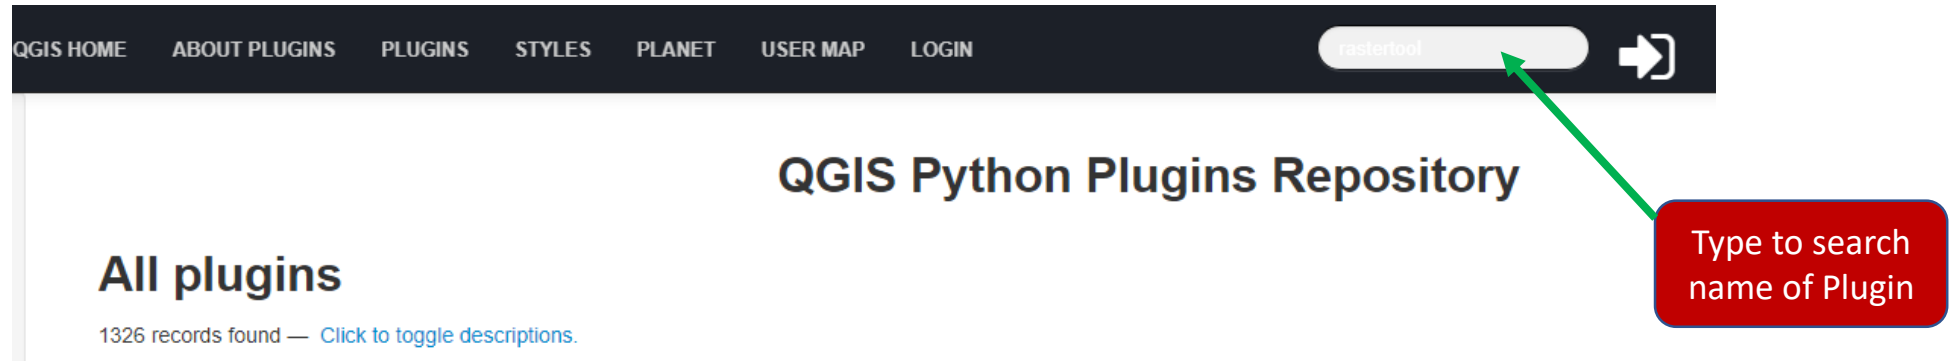 QGIS HOME ABOUT PLUGINS PLUGINS STYLES PLANET USER MAP LOGIN rastertool
QGIS Python Plugins Repository
Type to search
name of Plugin
All plugins
1326 records found — Click to toggle descriptions.